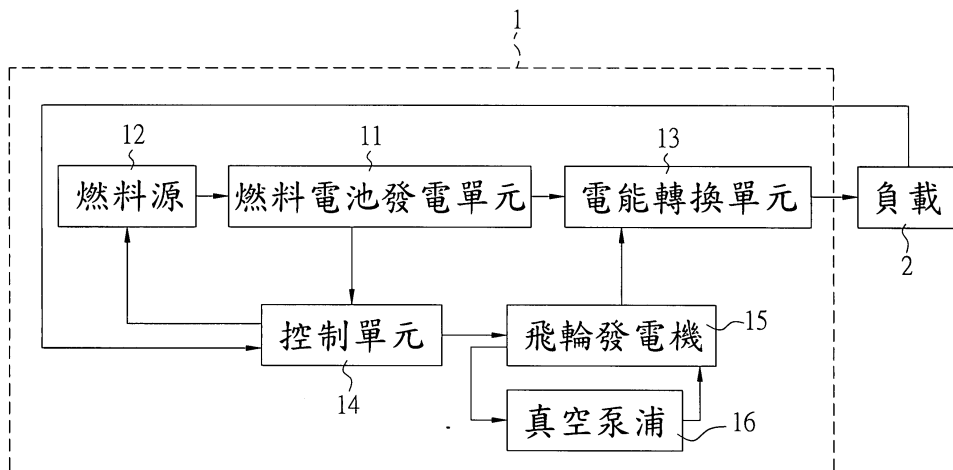 1
12
11
13
燃料源
燃料電池發電單元
電能轉換單元
負載
2
控制單元
飛輪發電機
15
14
真空泵浦
16